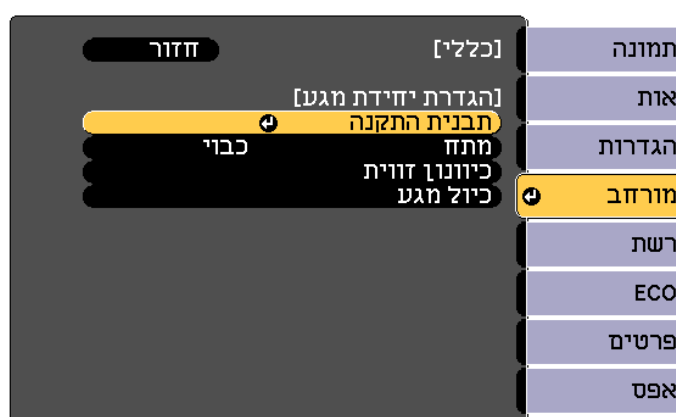 תמונה
אות
הגדרות
מורחב
רשת
ECO
פרטים
אפס
[כללי] חזור
[הגדרת יחידת מגע]
תבנית התקנה
מתח כבוי
כיוונון זווית
כיול מגע